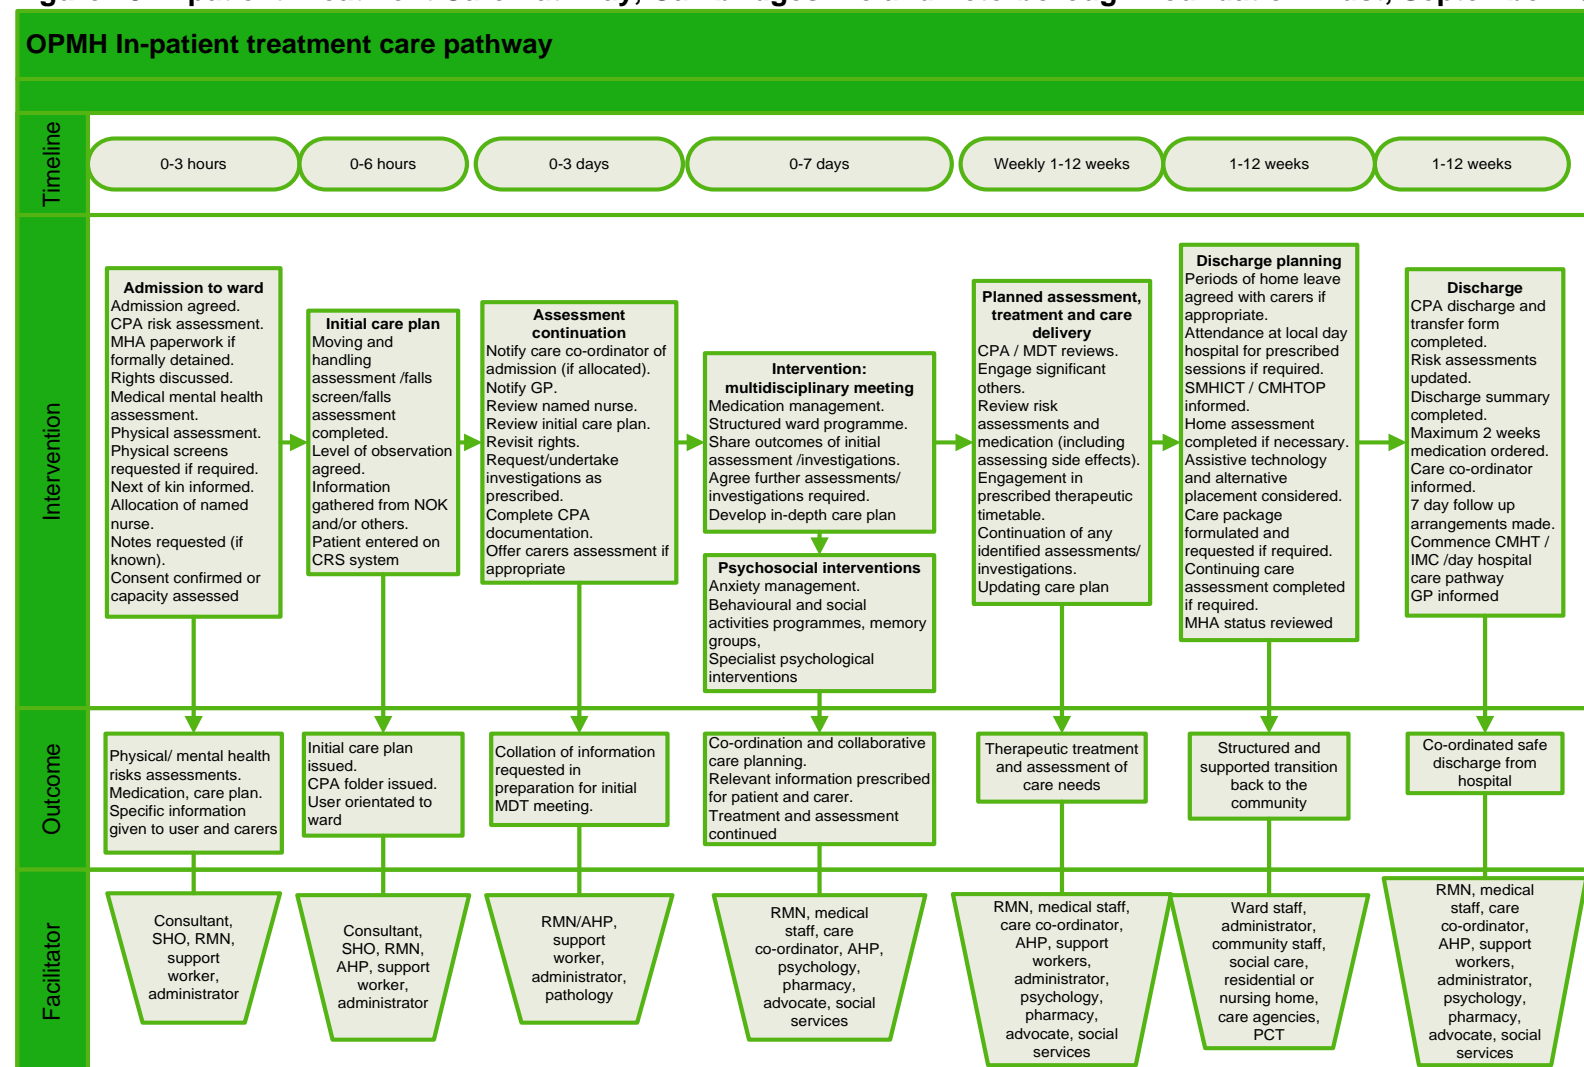 OPMH In-patient treatment care pathway
Timeline
0-3 hours
0-6 hours
0-3 days
0-7 days
Weekly 1-12 weeks
1-12 weeks
1-12 weeks
Intervention
Admission to ward
Admission agreed.
CPA risk assessment.
MHA paperwork if
formally detained.
Rights discussed.
Medical mental health
assessment.
Physical assessment.
Physical screens
requested if required.
Next of kin informed.
Allocation of named
nurse.
Notes requested (if
known).
Consent confirmed or
capacity assessed
Initial care plan
Moving and
handling
assessment /falls
screen/falls
assessment
completed.
Level of observation
agreed.
Information
gathered from NOK
and/or others.
Patient entered on
CRS system
Assessment
continuation
Notify care co-ordinator of
admission (if allocated).
Notify GP.
Review named nurse.
Review initial care plan.
Revisit rights.
Request/undertake
investigations as
prescribed.
Complete CPA
documentation.
Offer carers assessment if
appropriate
Intervention:
multidisciplinary meeting
Medication management.
Structured ward programme.
Share outcomes of initial
assessment /investigations.
Agree further assessments/
investigations required.
Develop in-depth care plan
Psychosocial interventions
Anxiety management.
Behavioural and social
activities programmes, memory
groups,
Specialist psychological
interventions
Planned assessment,
treatment and care
delivery
CPA / MDT reviews.
Engage significant
others.
Review risk
assessments and
medication (including
assessing side effects).
Engagement in
prescribed therapeutic
timetable.
Continuation of any
identified assessments/
investigations.
Updating care plan
Discharge planning
Periods of home leave
agreed with carers if
appropriate.
Attendance at local day
hospital for prescribed
sessions if required.
SMHICT / CMHTOP
informed.
Home assessment
completed if necessary.
Assistive technology
and alternative
placement considered.
Care package
formulated and
requested if required.
Continuing care
assessment completed
if required.
MHA status reviewed
Discharge
CPA discharge and
transfer form
completed.
Risk assessments
updated.
Discharge summary
completed.
Maximum 2 weeks
medication ordered.
Care co-ordinator
informed.
7 day follow up
arrangements made.
Commence CMHT /
IMC /day hospital
care pathway
GP informed
Outcome
Physical/ mental health
risks assessments.
Medication, care plan.
Specific information
given to user and carers
Initial care plan
issued.
CPA folder issued.
User orientated to
ward
Collation of information
requested in
preparation for initial
MDT meeting.
Co-ordination and collaborative
care planning.
Relevant information prescribed
for patient and carer.
Treatment and assessment
continued
Therapeutic treatment
and assessment of
care needs
Structured and
supported transition
back to the
community
Co-ordinated safe
discharge from
hospital
Facilitator
Consultant,
SHO, RMN,
support
worker,
administrator
Consultant,
SHO, RMN,
AHP, support
worker,
administrator
RMN/AHP,
support
worker,
administrator,
pathology
RMN, medical
staff, care
co-ordinator, AHP,
psychology,
pharmacy,
advocate, social
services
RMN, medical staff,
care co-ordinator,
AHP, support
workers,
administrator,
psychology,
pharmacy,
advocate, social
services
Ward staff,
administrator,
community staff,
social care,
residential or
nursing home,
care agencies,
PCT
RMN, medical
staff, care
co-ordinator,
AHP, support
workers,
administrator,
psychology,
pharmacy,
advocate, social
services